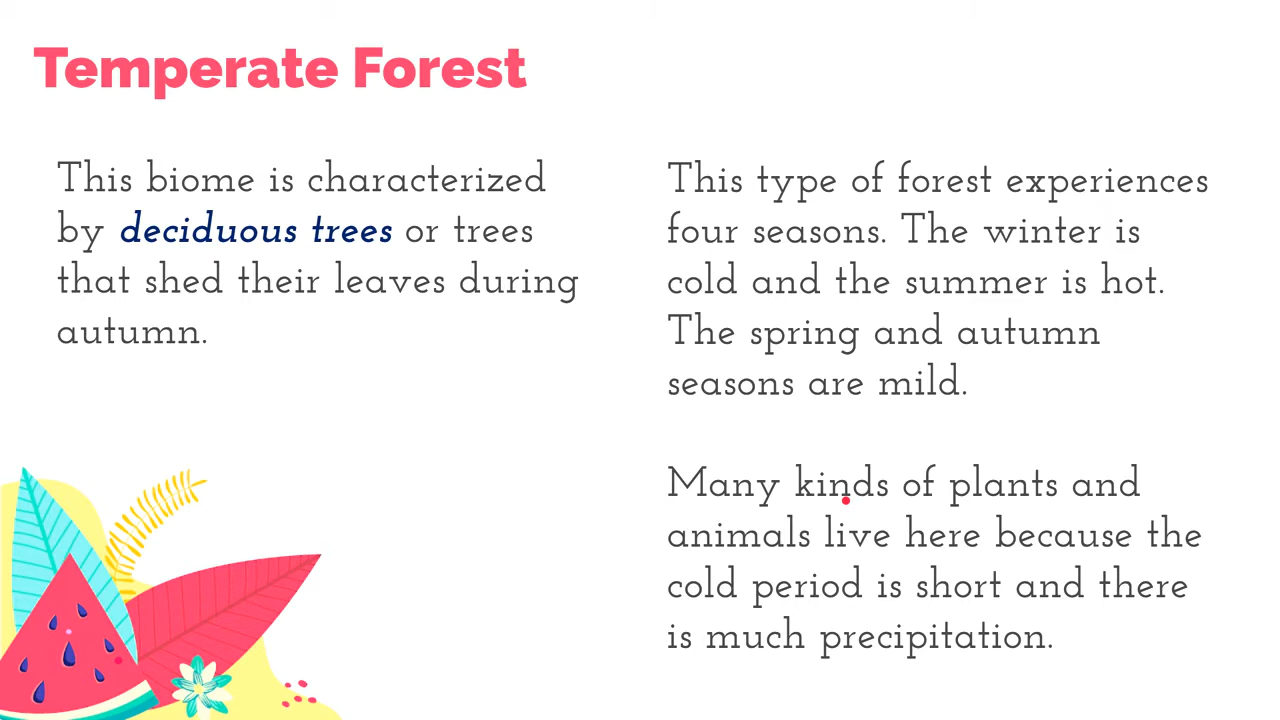 Temperate Forest
This biome is characterized
by deciduous trees or trees
that shed their leaves during
autumn.
This type of forest experiences
four seasons. The winter is
cold and the summer is hot.
The spring and autumn
seasons are mild.
Many kinds of plants and
animals live here because the
cold period is short and there
is much precipitation.